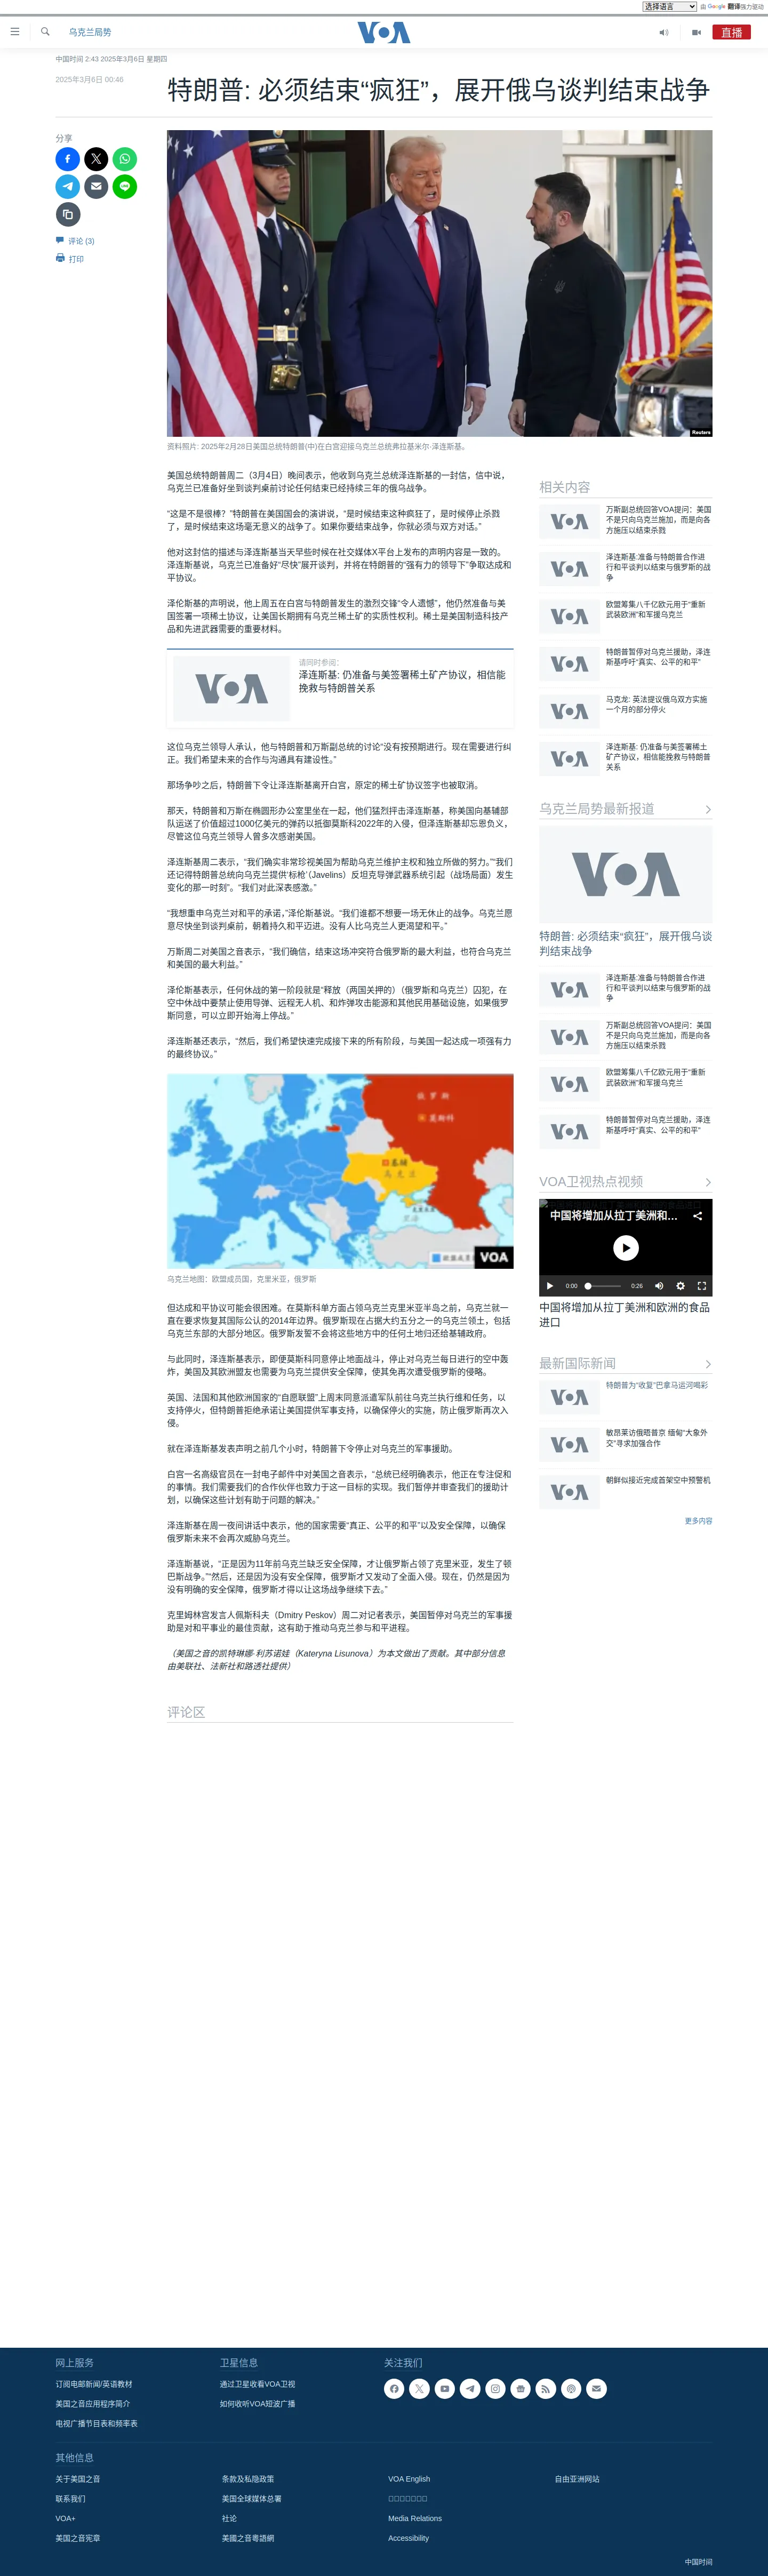 选择语言
由 Google 翻译强力驱动
乌克兰局势
VOA
直播
中国时间 2:43 2025年3月6日 星期四
2025年3月6日 00:46
特朗普: 必须结束“疯狂”，展开俄乌谈判结束战争
分享
评论 (3)
打印
Reuters
资料照片: 2025年2月28日美国总统特朗普(中)在白宫迎接乌克兰总统弗拉基米尔·泽连斯基。
美国总统特朗普周二（3月4日）晚间表示，他收到乌克兰总统泽连斯基的一封信，信中说，
乌克兰已准备好坐到谈判桌前讨论任何结束已经持续三年的俄乌战争。
“这是不是很棒？”特朗普在美国国会的演讲说，“是时候结束这种疯狂了，是时候停止杀戮
了，是时候结束这场毫无意义的战争了。如果你要结束战争，你就必须与双方对话。”
他对这封信的描述与泽连斯基当天早些时候在社交媒体X平台上发布的声明内容是一致的。
泽连斯基说，乌克兰已准备好“尽快”展开谈判，并将在特朗普的“强有力的领导下”争取达成和
平协议。
泽伦斯基的声明说，他上周五在白宫与特朗普发生的激烈交锋“令人遗憾”，他仍然准备与美
国签署一项稀土协议，让美国长期拥有乌克兰稀土矿的实质性权利。稀土是美国制造科技产
品和先进武器需要的重要材料。
请同时参阅：
泽连斯基: 仍准备与美签署稀土矿产协议，相信能
挽救与特朗普关系
VOA
这位乌克兰领导人承认，他与特朗普和万斯副总统的讨论“没有按预期进行。现在需要进行纠
正。我们希望未来的合作与沟通具有建设性。”
那场争吵之后，特朗普下令让泽连斯基离开白宫，原定的稀土矿协议签字也被取消。
那天，特朗普和万斯在椭圆形办公室里坐在一起，他们猛烈抨击泽连斯基，称美国向基辅部
队运送了价值超过1000亿美元的弹药以抵御莫斯科2022年的入侵，但泽连斯基却忘恩负义，
尽管这位乌克兰领导人曾多次感谢美国。
泽连斯基周二表示，“我们确实非常珍视美国为帮助乌克兰维护主权和独立所做的努力。”“我们
还记得特朗普总统向乌克兰提供‘标枪’（Javelins）反坦克导弹武器系统引起（战场局面）发生
变化的那一时刻”。“我们对此深表感激。”
“我想重申乌克兰对和平的承诺，”泽伦斯基说。“我们谁都不想要一场无休止的战争。乌克兰愿
意尽快坐到谈判桌前，朝着持久和平迈进。没有人比乌克兰人更渴望和平。”
万斯周二对美国之音表示，“我们确信，结束这场冲突符合俄罗斯的最大利益，也符合乌克兰
和美国的最大利益。”
泽伦斯基表示，任何休战的第一阶段就是“释放（两国关押的）（俄罗斯和乌克兰）囚犯，在
空中休战中要禁止使用导弹、远程无人机、和炸弹攻击能源和其他民用基础设施，如果俄罗
斯同意，可以立即开始海上停战。”
泽连斯基还表示，“然后，我们希望快速完成接下来的所有阶段，与美国一起达成一项强有力
的最终协议。”
俄 罗 斯
莫斯科
基辅
乌 克 兰
欧盟成员国
VOA
乌克兰地图：欧盟成员国，克里米亚，俄罗斯
但达成和平协议可能会很困难。在莫斯科单方面占领乌克兰克里米亚半岛之前，乌克兰就一
直在要求恢复其国际公认的2014年边界。俄罗斯现在占据大约五分之一的乌克兰领土，包括
乌克兰东部的大部分地区。俄罗斯发誓不会将这些地方中的任何土地归还给基辅政府。
与此同时，泽连斯基表示，即便莫斯科同意停止地面战斗，停止对乌克兰每日进行的空中轰
炸，美国及其欧洲盟友也需要为乌克兰提供安全保障，使其免再次遭受俄罗斯的侵略。
英国、法国和其他欧洲国家的“自愿联盟”上周末同意派遣军队前往乌克兰执行维和任务，以
支持停火，但特朗普拒绝承诺让美国提供军事支持，以确保停火的实施，防止俄罗斯再次入
侵。
就在泽连斯基发表声明之前几个小时，特朗普下令停止对乌克兰的军事援助。
白宫一名高级官员在一封电子邮件中对美国之音表示，“总统已经明确表示，他正在专注促和
的事情。我们需要我们的合作伙伴也致力于这一目标的实现。我们暂停并审查我们的援助计
划，以确保这些计划有助于问题的解决。”
泽连斯基在周一夜间讲话中表示，他的国家需要“真正、公平的和平”以及安全保障，以确保
俄罗斯未来不会再次威胁乌克兰。
泽连斯基说，“正是因为11年前乌克兰缺乏安全保障，才让俄罗斯占领了克里米亚，发生了顿
巴斯战争。”“然后，还是因为没有安全保障，俄罗斯才又发动了全面入侵。现在，仍然是因为
没有明确的安全保障，俄罗斯才得以让这场战争继续下去。”
克里姆林宫发言人佩斯科夫（Dmitry Peskov）周二对记者表示，美国暂停对乌克兰的军事援
助是对和平事业的最佳贡献，这有助于推动乌克兰参与和平进程。
（美国之音的凯特琳娜·利苏诺娃（Kateryna Lisunova）为本文做出了贡献。其中部分信息
由美联社、法新社和路透社提供）
评论区
相关内容
VOA
万斯副总统回答VOA提问：美国
不是只向乌克兰施加，而是向各
方施压以结束杀戮
VOA
泽连斯基:准备与特朗普合作进
行和平谈判以结束与俄罗斯的战
争
VOA
欧盟筹集八千亿欧元用于“重新
武装欧洲”和军援乌克兰
VOA
特朗普暂停对乌克兰援助，泽连
斯基呼吁“真实、公平的和平”
VOA
马克龙: 英法提议俄乌双方实施
一个月的部分停火
VOA
泽连斯基: 仍准备与美签署稀土
矿产协议，相信能挽救与特朗普
关系
乌克兰局势最新报道
VOA
特朗普: 必须结束“疯狂”，展开俄乌谈
判结束战争
VOA
泽连斯基:准备与特朗普合作进
行和平谈判以结束与俄罗斯的战
争
VOA
万斯副总统回答VOA提问：美国
不是只向乌克兰施加，而是向各
方施压以结束杀戮
VOA
欧盟筹集八千亿欧元用于“重新
武装欧洲”和军援乌克兰
VOA
特朗普暂停对乌克兰援助，泽连
斯基呼吁“真实、公平的和平”
VOA卫视热点视频
中国将增加从拉丁美洲和...
0:00
0:26
中国将增加从拉丁美洲和欧洲的食品
进口
最新国际新闻
VOA
特朗普为“收复”巴拿马运河喝彩
VOA
敏昂莱访俄晤普京 缅甸“大象外
交”寻求加强合作
VOA
朝鲜似接近完成首架空中预警机
更多内容
网上服务
订阅电邮新闻/英语教材
美国之音应用程序简介
电视广播节目表和频率表
卫星信息
通过卫星收看VOA卫视
如何收听VOA短波广播
关注我们
其他信息
关于美国之音
条款及私隐政策
VOA English
自由亚洲网站
联系我们
美国全球媒体总署
VOA+
社论
Media Relations
美国之音宪章
美國之音粵語網
Accessibility
中国时间